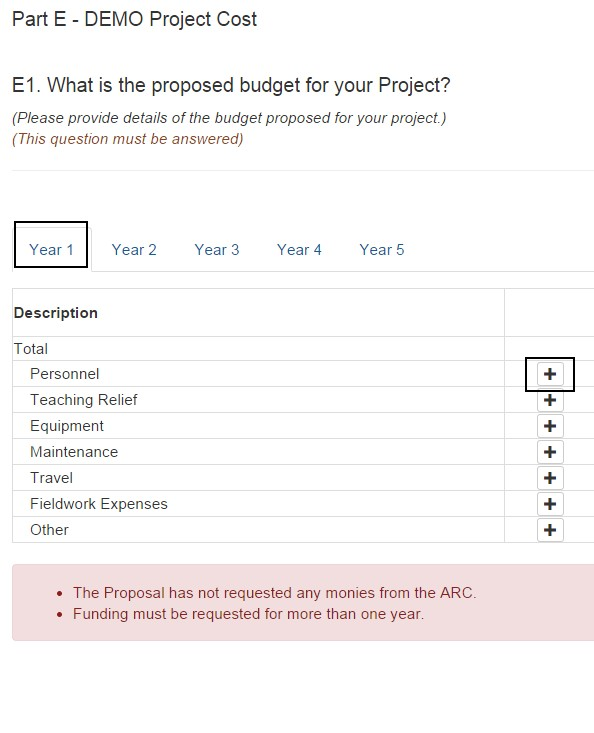 Part E - DEMO Project Cost
E1. What is the proposed budget for your Project?
(Please provide details of the budget proposed for your project.)
(This question must be answered)
Year 1 Year 2 Year 3 Year 4 Year 5
Description
Total
Personnel
Teaching Relief
Equipment
Maintenance
Travel
Fieldwork Expenses
Other
• The Proposal has not requested any monies from the ARC.
• Funding must be requested for more than one year.